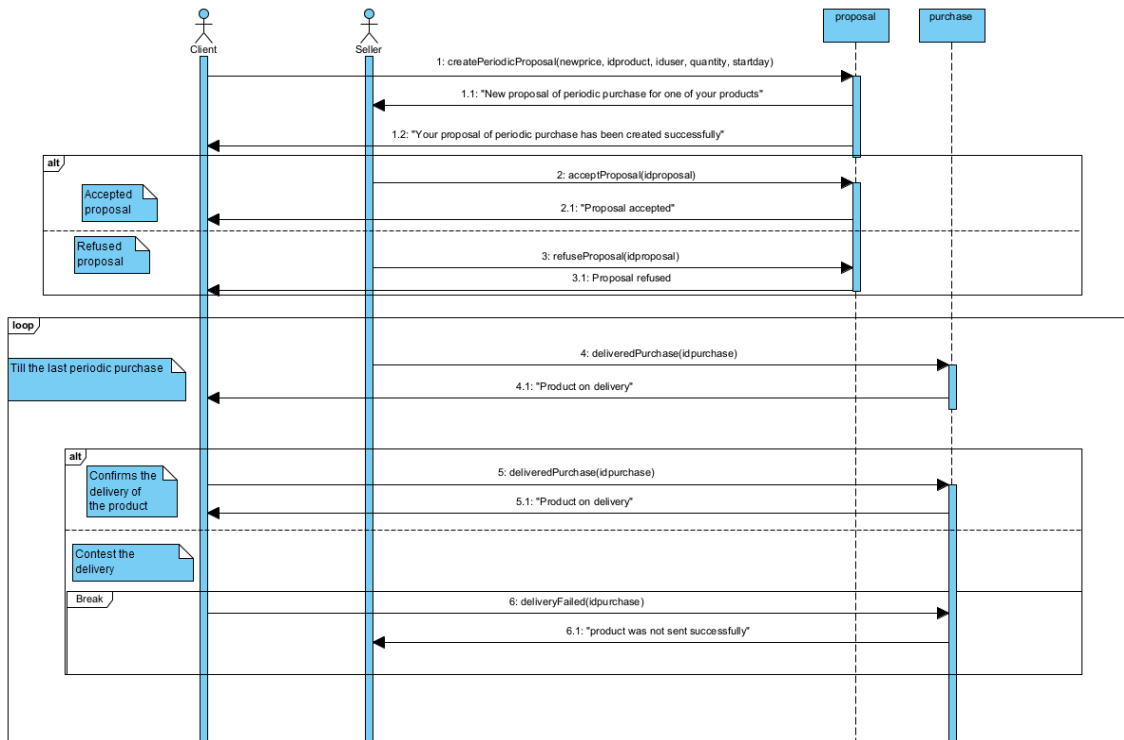 Client
Seller
proposal
purchase
1: createPeriodicProposal(newprice, idproduct, iduser, quantity, startday)
1.1: "New proposal of periodic purchase for one of your products"
1.2: "Your proposal of periodic purchase has been created successfully"
alt
2: acceptProposal(idproposal)
Accepted
proposal
2.1: "Proposal accepted"
Refused
proposal
3: refuseProposal(idproposal)
3.1: Proposal refused
loop
4: deliveredPurchase(idpurchase)
Till the last periodic purchase
4.1: "Product on delivery"
alt
Confirms the
delivery of
the product
5: deliveredPurchase(idpurchase)
5.1: "Product on delivery"
Contest the
delivery
Break
6: deliveryFailed(idpurchase)
6.1: "product was not sent successfully"